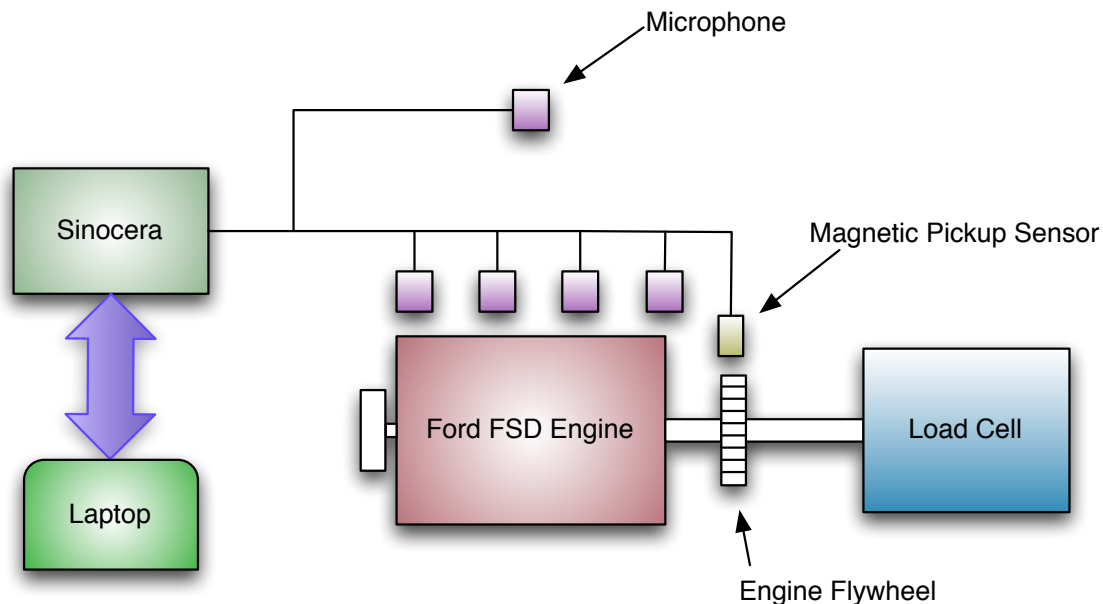 Microphone
Sinocera
Magnetic Pickup Sensor
Ford FSD Engine
Load Cell
Laptop
Engine Flywheel